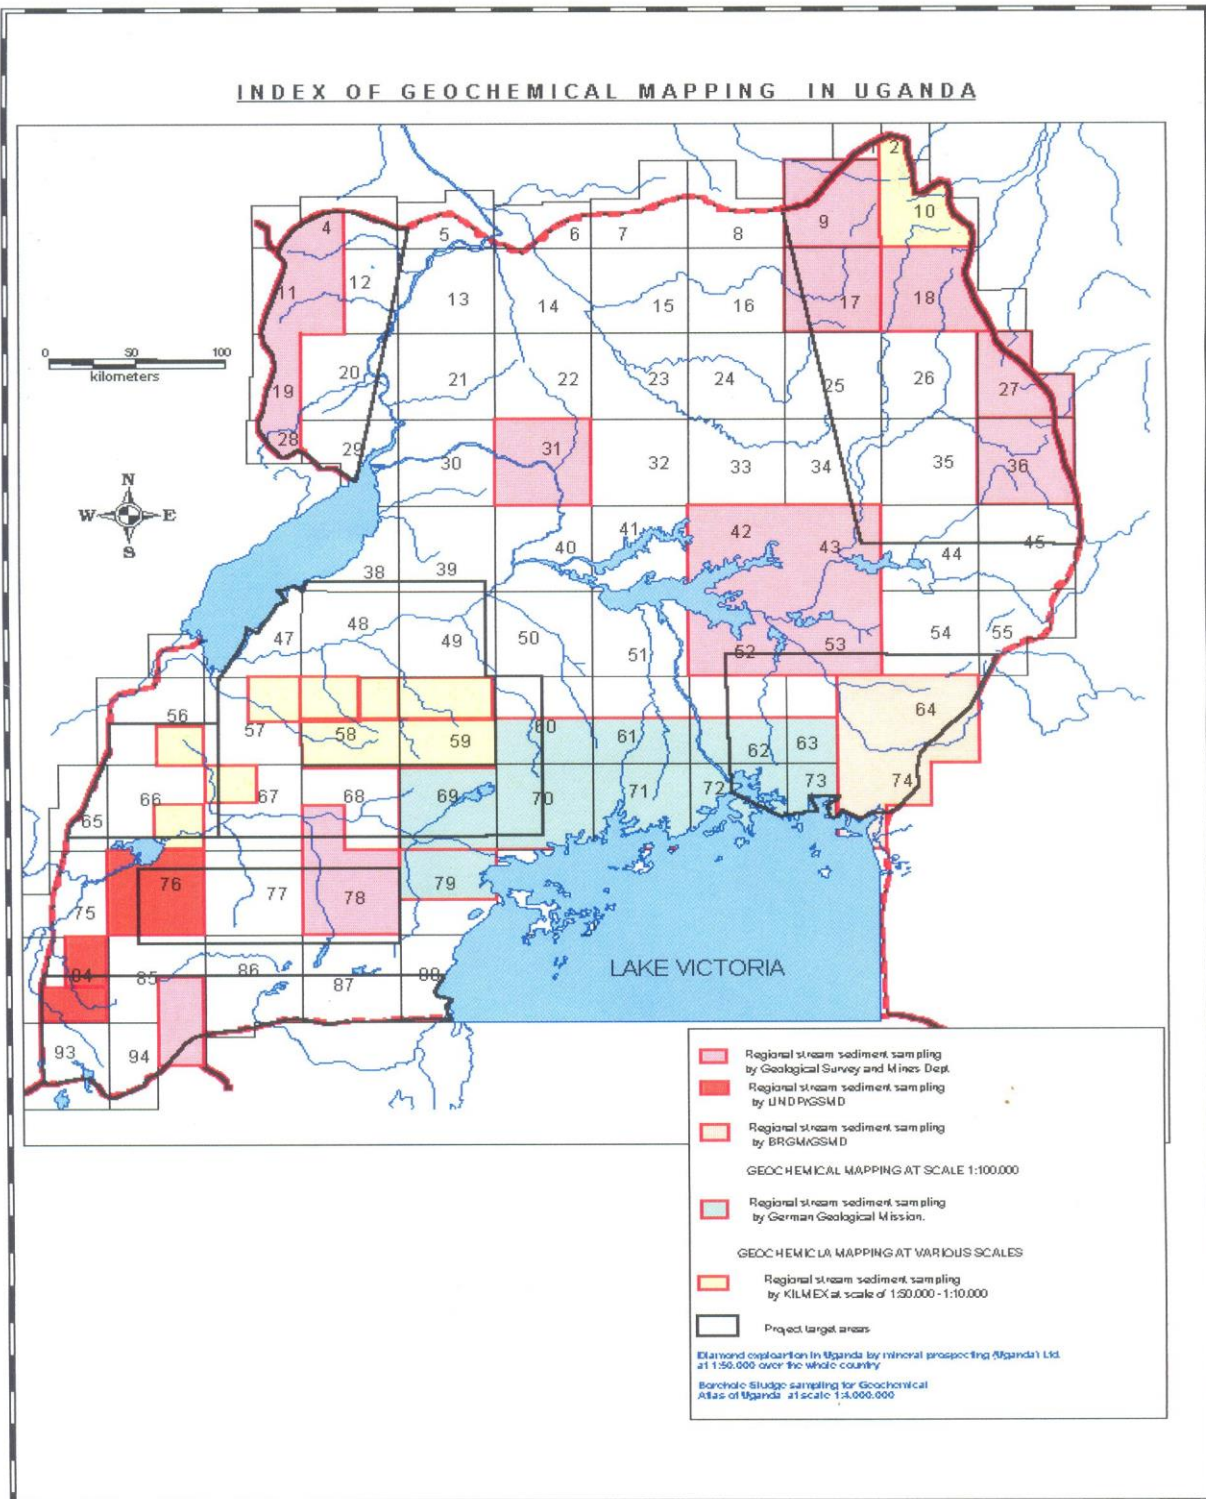 INDEX OF GEOCHEMICAL MAPPING IN UGANDA
2
4 5 6 7 8 9 10
11 12 13 14 15 16 17 18
0 50 100
kilometers
19 20 21 22 23 24 25 26 27
28 29 30 31 32 33 34 35 36
N
W E
S
38 39 40 41 42 43 44 45
47 48 49 50 51 52 53 54 55
56 57 58 59 60 61 62 63 64
65 66 67 68 69 70 71 72 73 74
75 76 77 78 79
84 85 86 87 88
LAKE VICTORIA
93 94
Regional stream sediment sampling
by Geological Survey and Mines Dept
Regional stream sediment sampling
by UNDP/GSMD
Regional stream sediment sampling
by BRGM/GSMD
GEOCHEMICAL MAPPING AT SCALE 1:100.000
Regional stream sediment sampling
by German Geological Mission.
GEOCHEMICLA MAPPING AT VARIOUS SCALES
Regional stream sediment sampling
by KILMEX at scale of 1:50.000 - 1:10.000
Project target areas
Diamond exploartion in Uganda by mineral prospecting (Uganda) Ltd.
at 1:50.000 over the whole country
Borehole Sludge sampling for Geochemical
Atlas of Uganda at scale 1:4.000.000